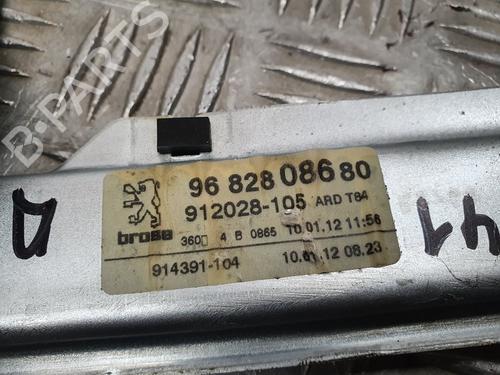 B-PARTS
96 828 086 80
912028-105 ARD T84
brose
360 4 B 0865 10.01.12 11:56
914391-104 10.01.12 08.23
D
41